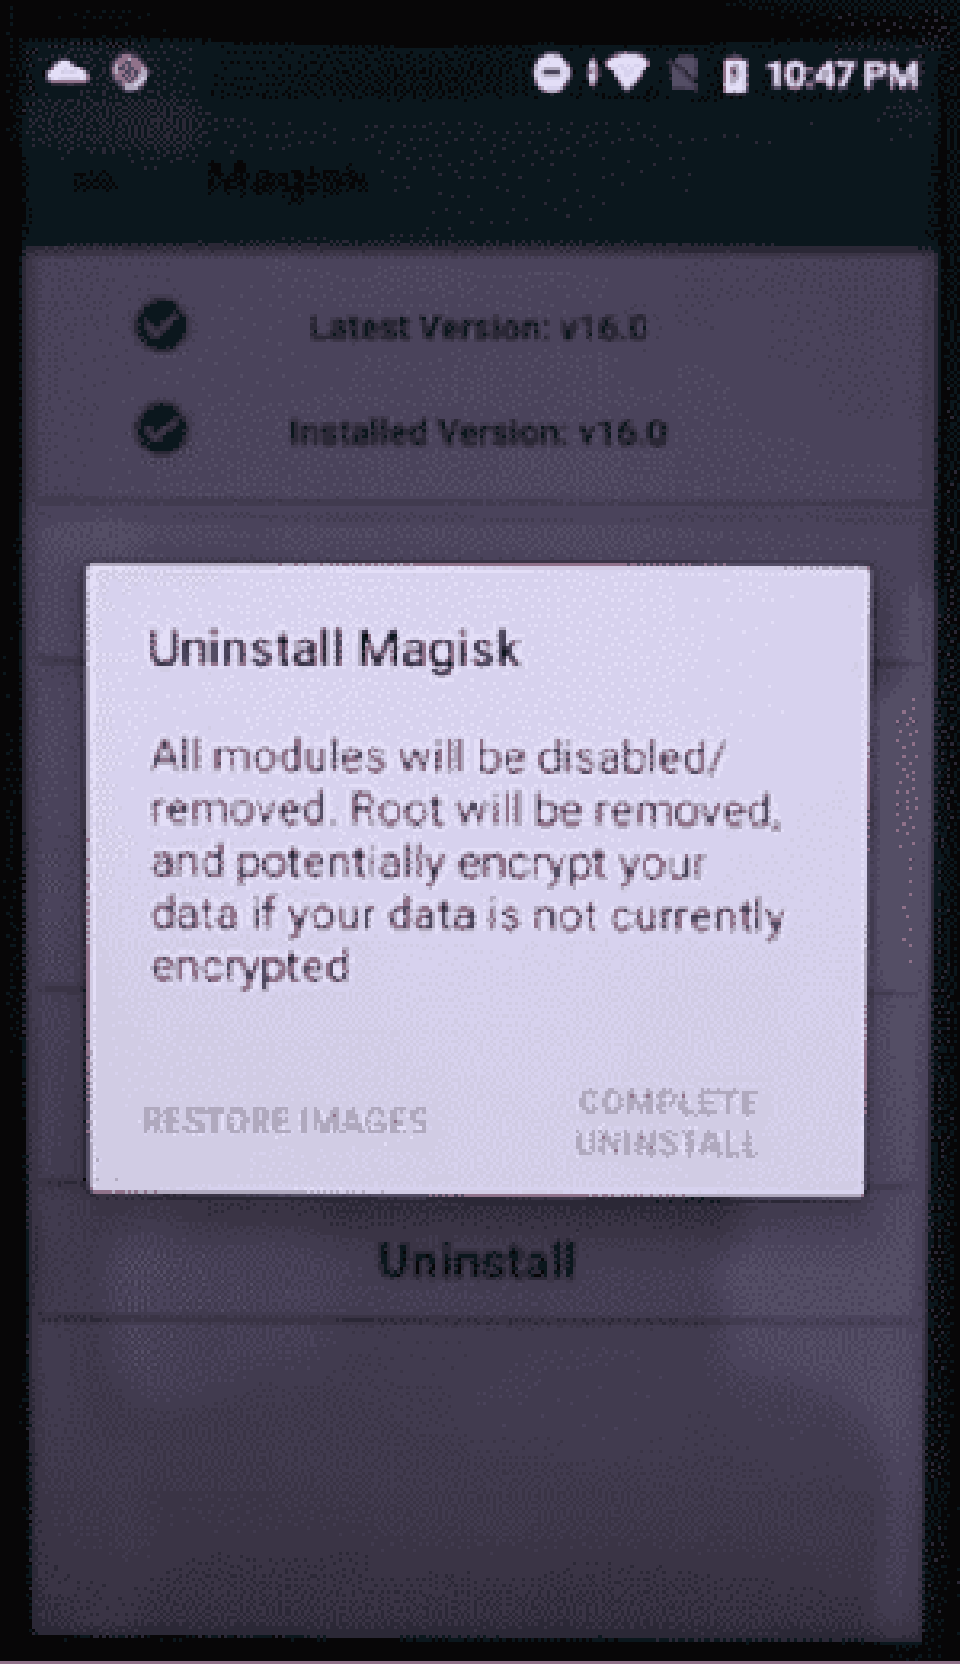 10:47 PM
Magisk
Latest Version: v16.0
Installed Version: v16.0
Uninstall Magisk
All modules will be disabled/
removed. Root will be removed,
and potentially encrypt your
data if your data is not currently
encrypted
RESTORE IMAGES
COMPLETE
UNINSTALL
Uninstall